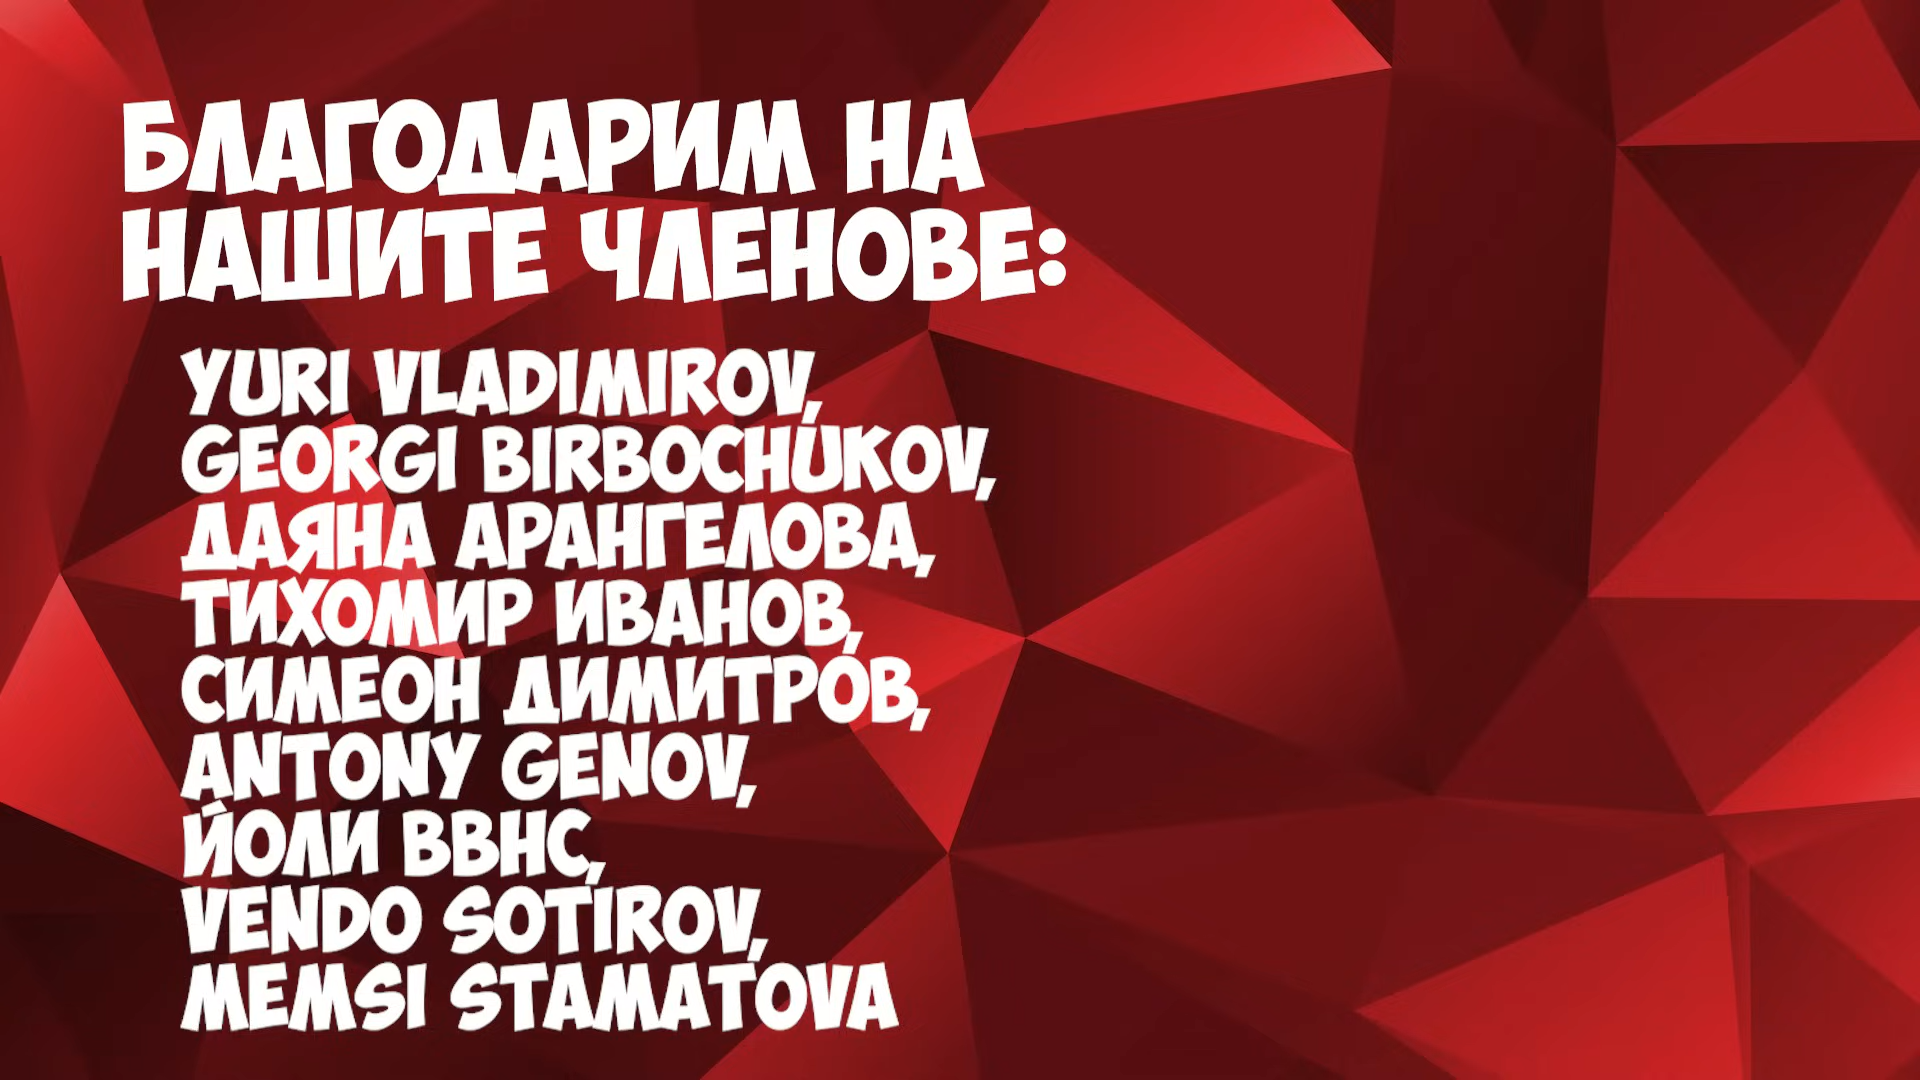 БЛАГОДАРИМ НА
НАШИТЕ ЧЛЕНОВЕ:
YURI VLADIMIROV,
GEORGI BIRBOCHUKOV,
ДАЯНА АРАНГЕЛОВА,
ТИХОМИР ИВАНОВ,
СИМЕОН ДИМИТРОВ,
ANTONY GENOV,
ЙОЛИ ВВНС,
VENDO SOTIROV,
MEMSI STAMATOVA